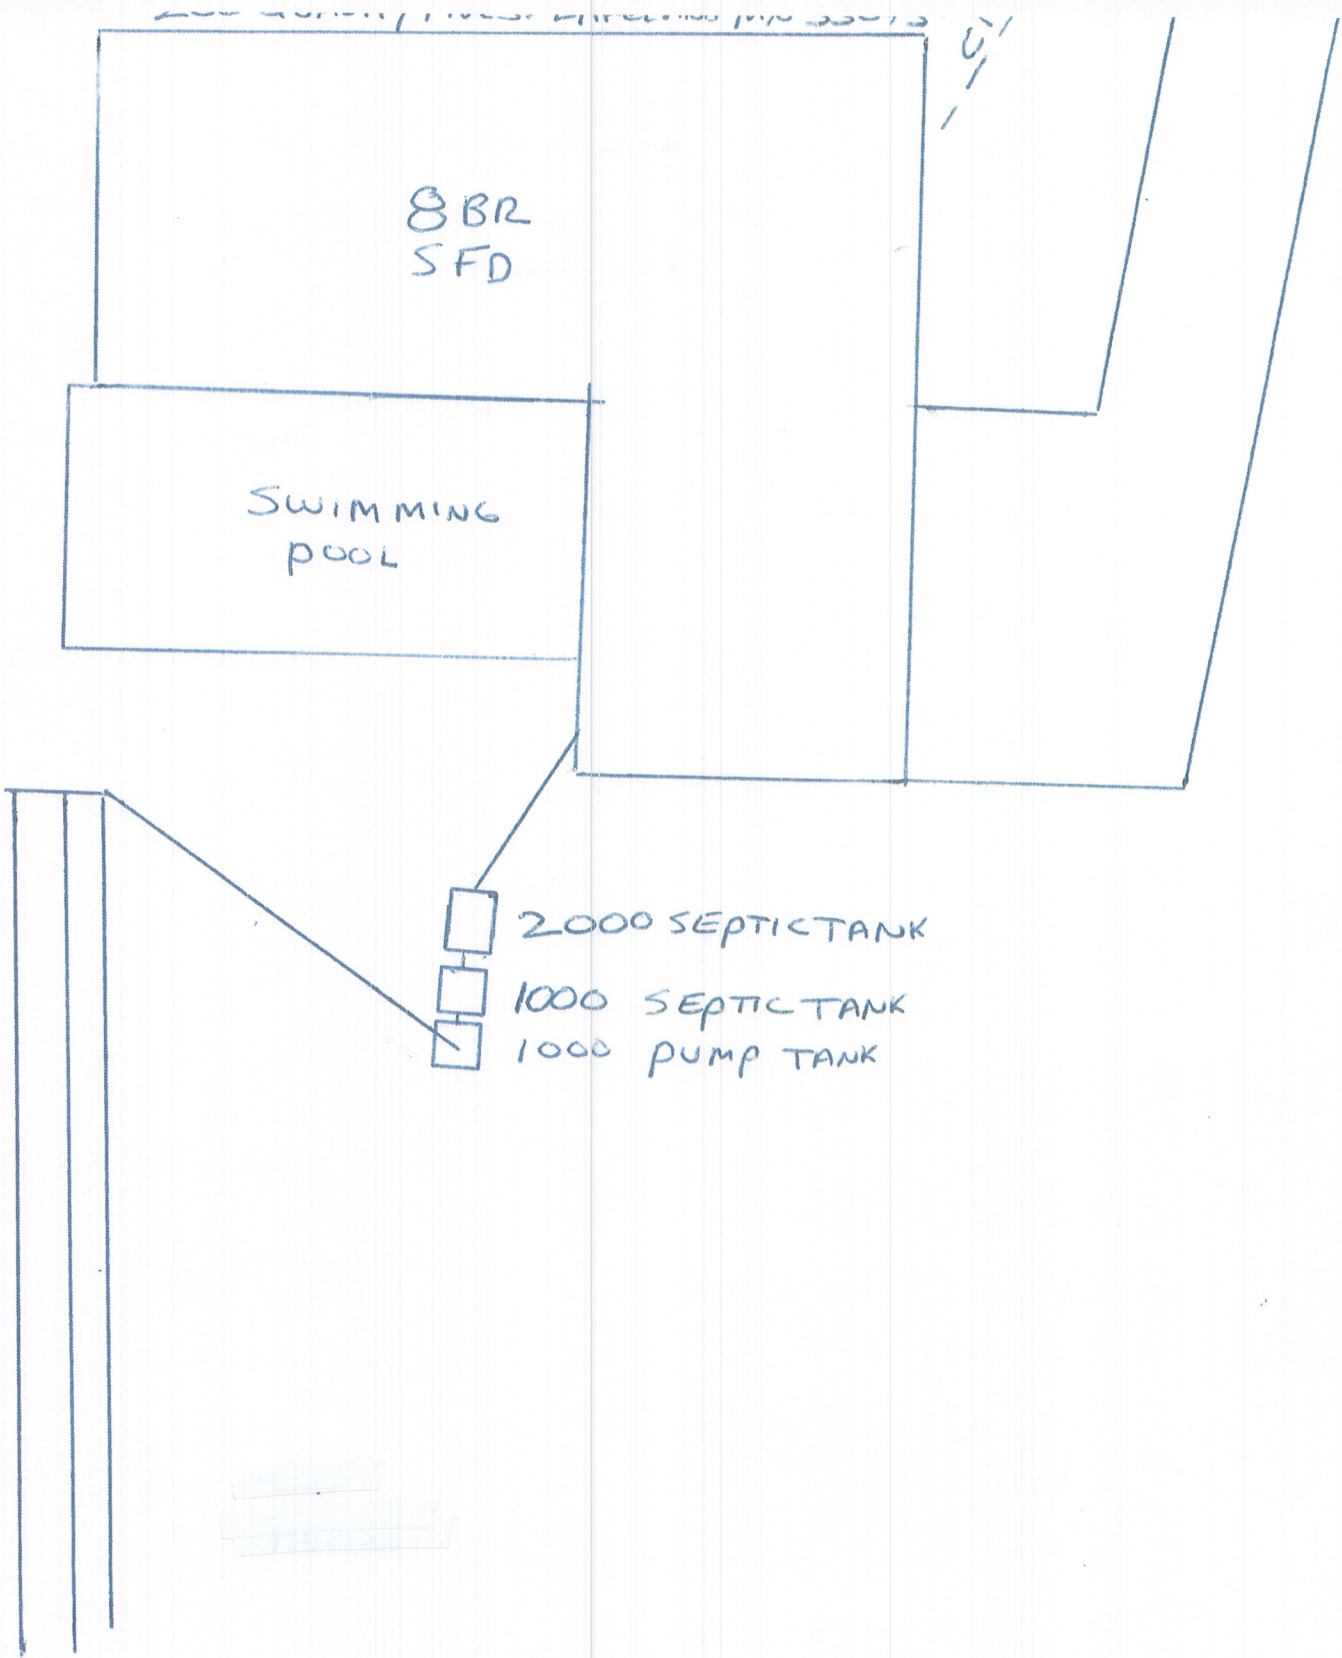 8 BR
SFD
SWIMMING
POOL
2000 SEPTIC TANK
1000 SEPTIC TANK
1000 PUMP TANK